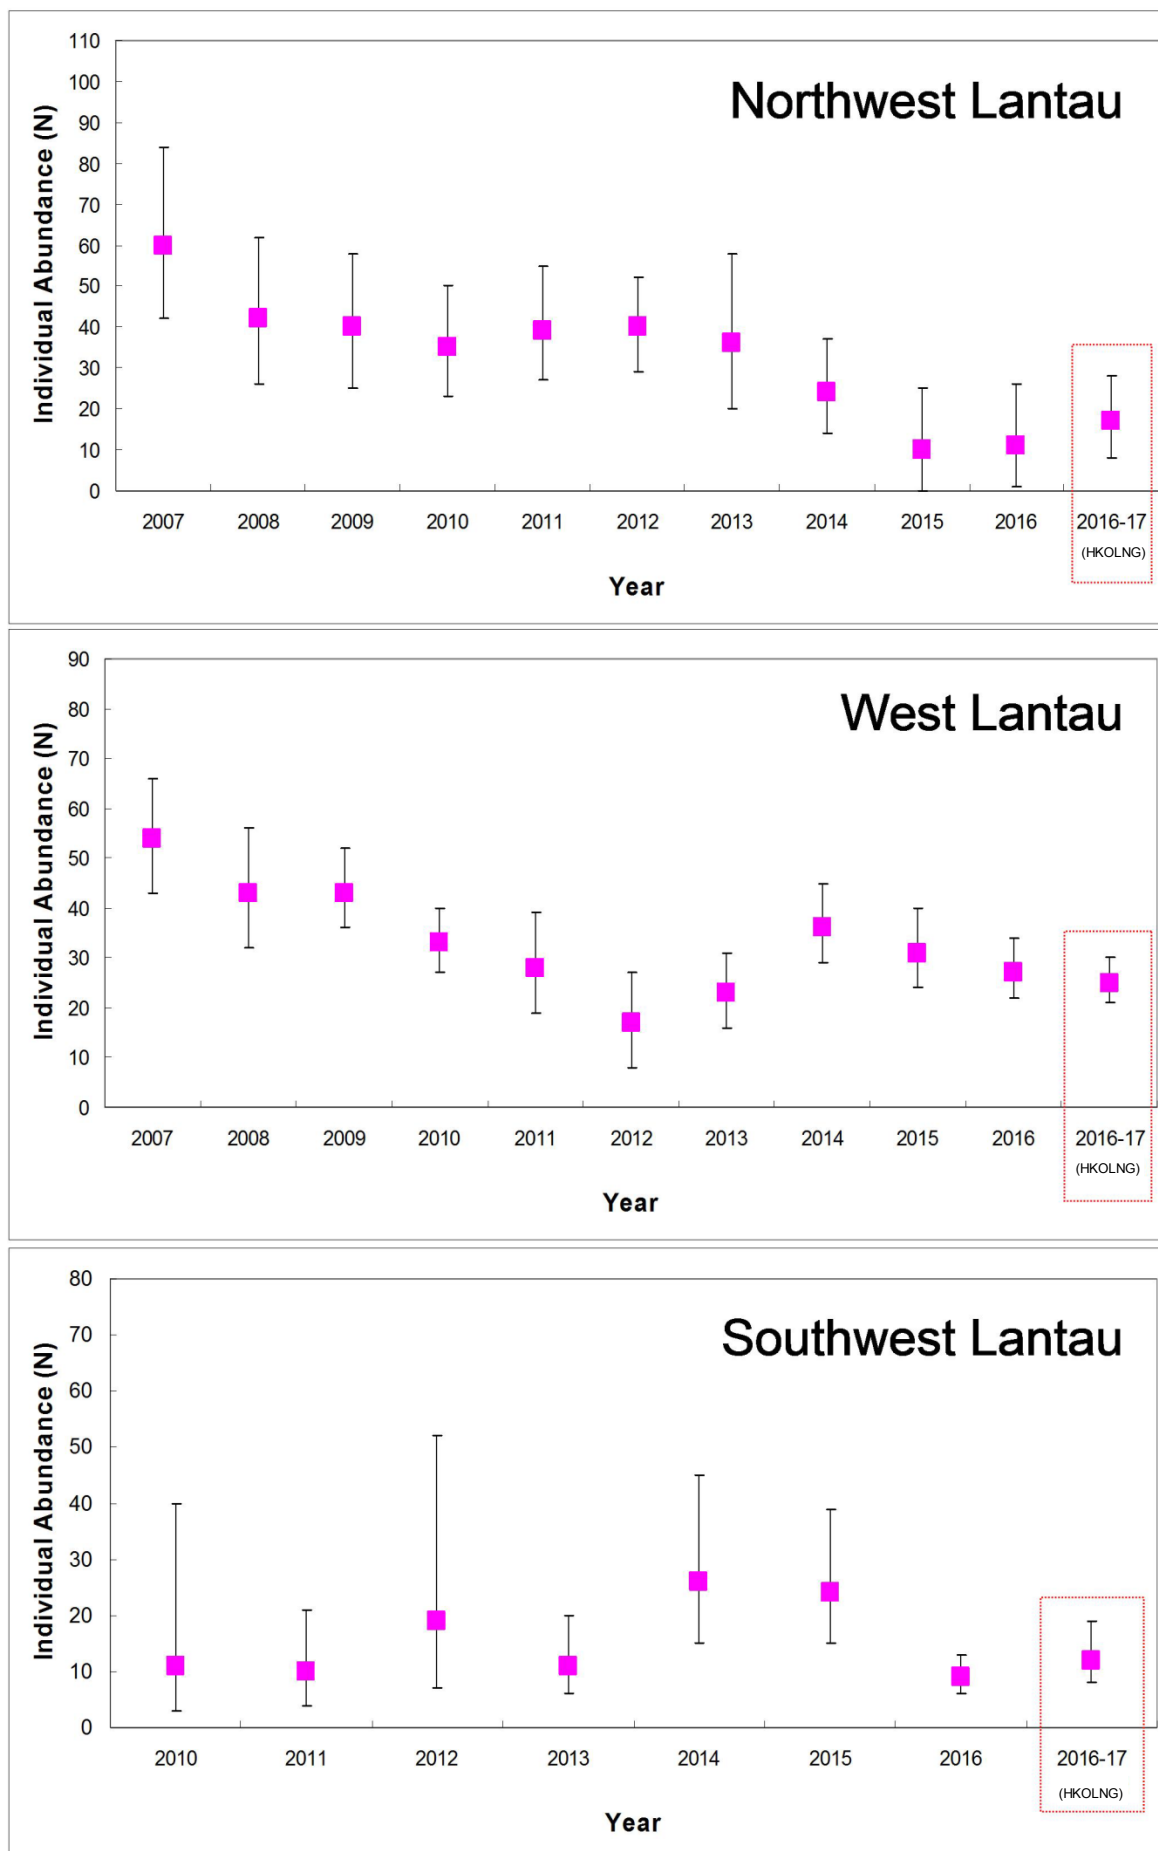 Northwest Lantau
Individual Abundance (N)
110
100
90
80
70
60
50
40
30
20
10
0
2007 2008 2009 2010 2011 2012 2013 2014 2015 2016 2016-17
(HKOLNG)
Year
West Lantau
Individual Abundance (N)
90
80
70
60
50
40
30
20
10
0
2007 2008 2009 2010 2011 2012 2013 2014 2015 2016 2016-17
(HKOLNG)
Year
Southwest Lantau
Individual Abundance (N)
80
70
60
50
40
30
20
10
0
2010 2011 2012 2013 2014 2015 2016 2016-17
(HKOLNG)
Year